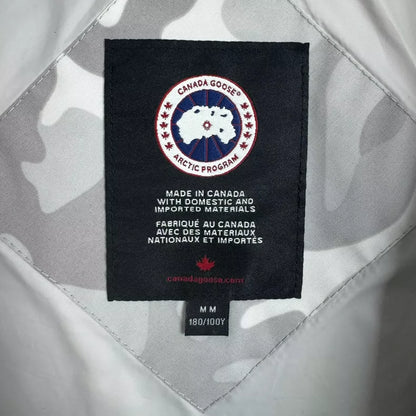 CANADA GOOSE®
ARCTIC PROGRAM
MADE IN CANADA
WITH DOMESTIC AND
IMPORTED MATERIALS
FABRIQUÉ AU CANADA
AVEC DES MATERIAUX
NATIONAUX ET IMPORTÉS
canadagoose.com
M M
180/100Y